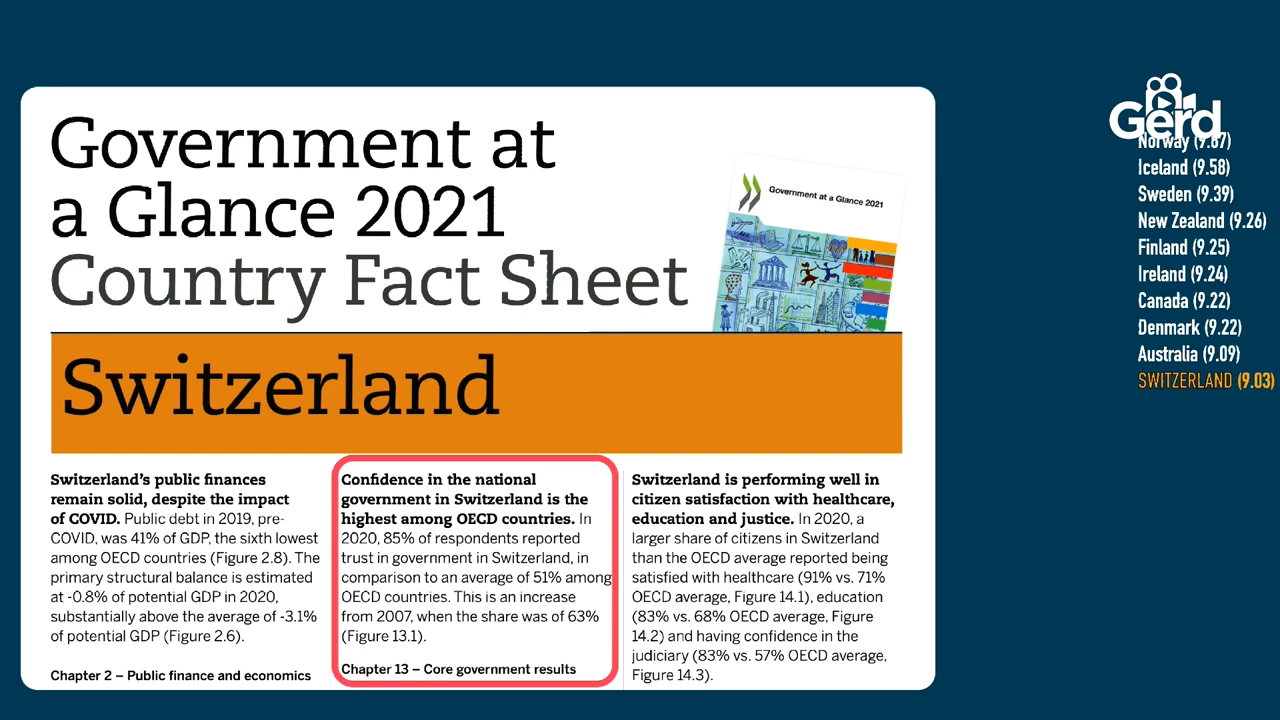 Government at
a Glance 2021
Country Fact Sheet
Government at a Glance 2021
Switzerland
Switzerland's public finances
remain solid, despite the impact
of COVID. Public debt in 2019, pre-
COVID, was 41% of GDP, the sixth lowest
among OECD countries (Figure 2.8). The
primary structural balance is estimated
at -0.8% of potential GDP in 2020,
substantially above the average of -3.1%
of potential GDP (Figure 2.6).
Chapter 2 – Public finance and economics
Confidence in the national
government in Switzerland is the
highest among OECD countries. In
2020, 85% of respondents reported
trust in government in Switzerland, in
comparison to an average of 51% among
OECD countries. This is an increase
from 2007, when the share was of 63%
(Figure 13.1).
Chapter 13 – Core government results
Switzerland is performing well in
citizen satisfaction with healthcare,
education and justice. In 2020, a
larger share of citizens in Switzerland
than the OECD average reported being
satisfied with healthcare (91% vs. 71%
OECD average, Figure 14.1), education
(83% vs. 68% OECD average, Figure
14.2) and having confidence in the
judiciary (83% vs. 57% OECD average,
Figure 14.3).
Gerd
Norway (9.87)
Iceland (9.58)
Sweden (9.39)
New Zealand (9.26)
Finland (9.25)
Ireland (9.24)
Canada (9.22)
Denmark (9.22)
Australia (9.09)
SWITZERLAND (9.03)